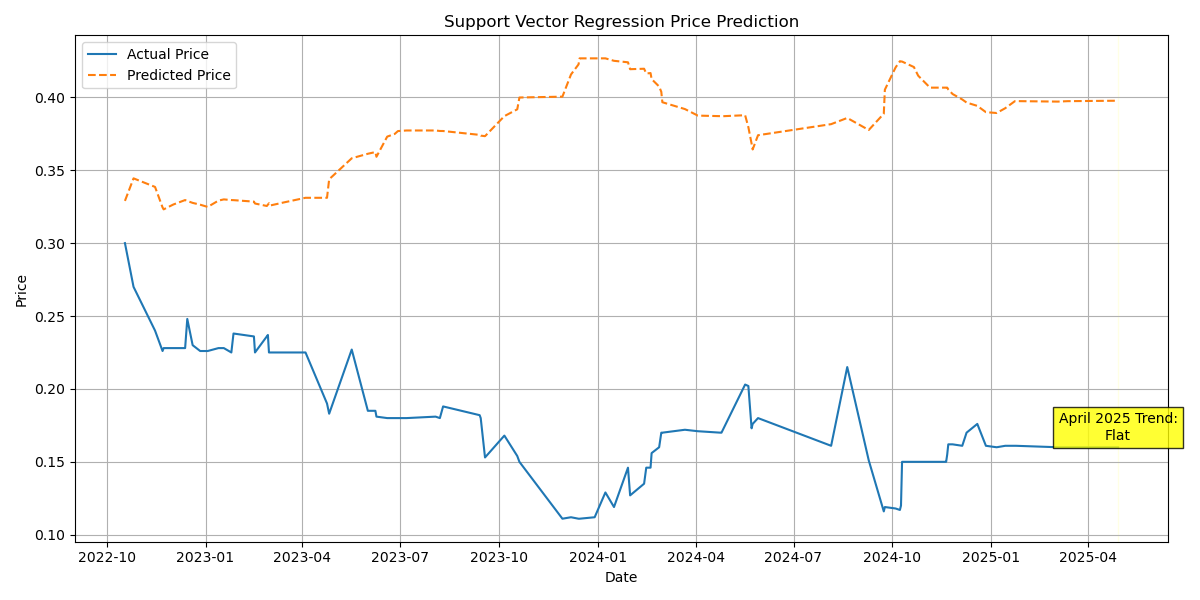 Support Vector Regression Price Prediction
Actual Price
Predicted Price
Price
0.40
0.35
0.30
0.25
0.20
0.15
0.10
April 2025 Trend:
Flat
2022-10 2023-01 2023-04 2023-07 2023-10 2024-01 2024-04 2024-07 2024-10 2025-01 2025-04
Date